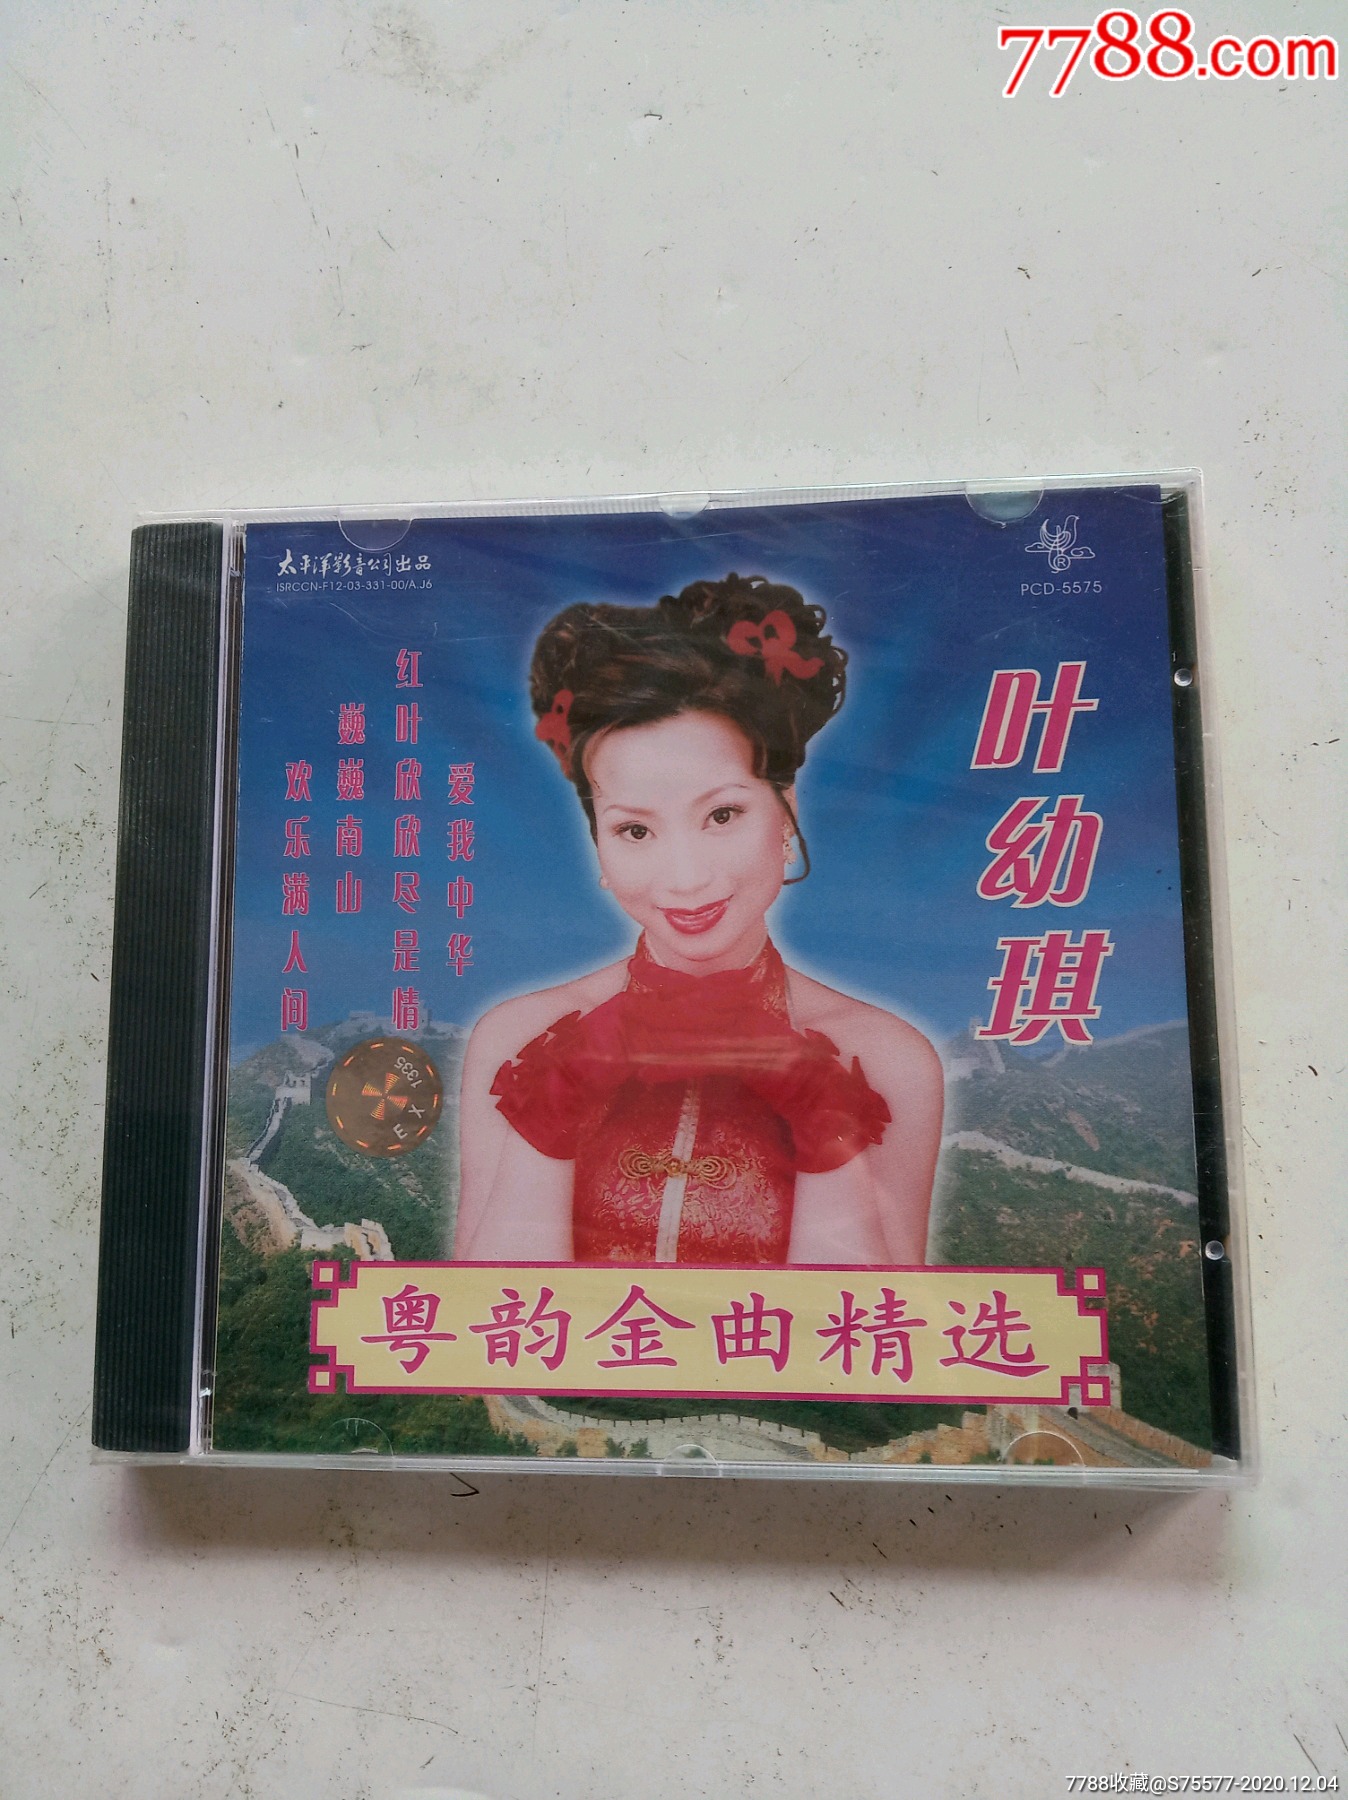 7788.com
太平洋影音公司出品
ISRCCN-F12-03-331-00/A.J6
R
PCD-5575
叶幼琪
爱我中华
红叶欣欣尽是情
巍巍南山
欢乐满人间
1335
E X
粤韵金曲精选
7788收藏@S75577-2020.12.04